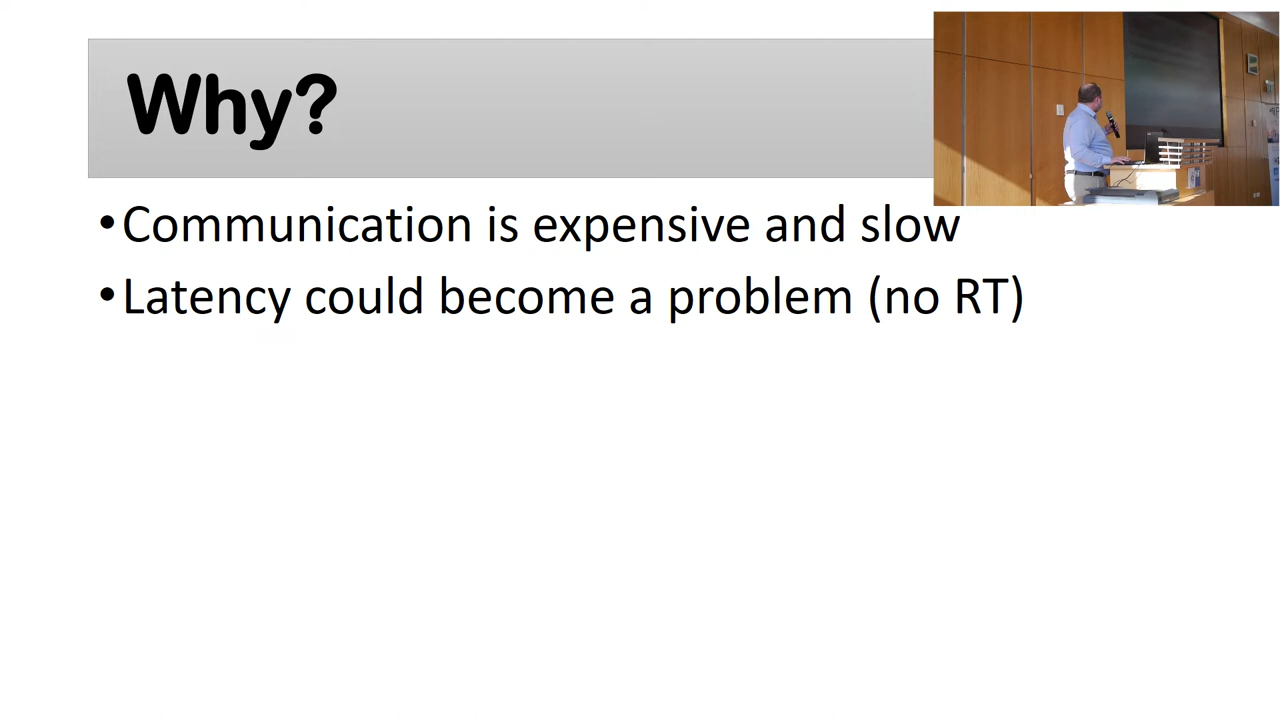 Why?
•Communication is expensive and slow
•Latency could become a problem (no RT)